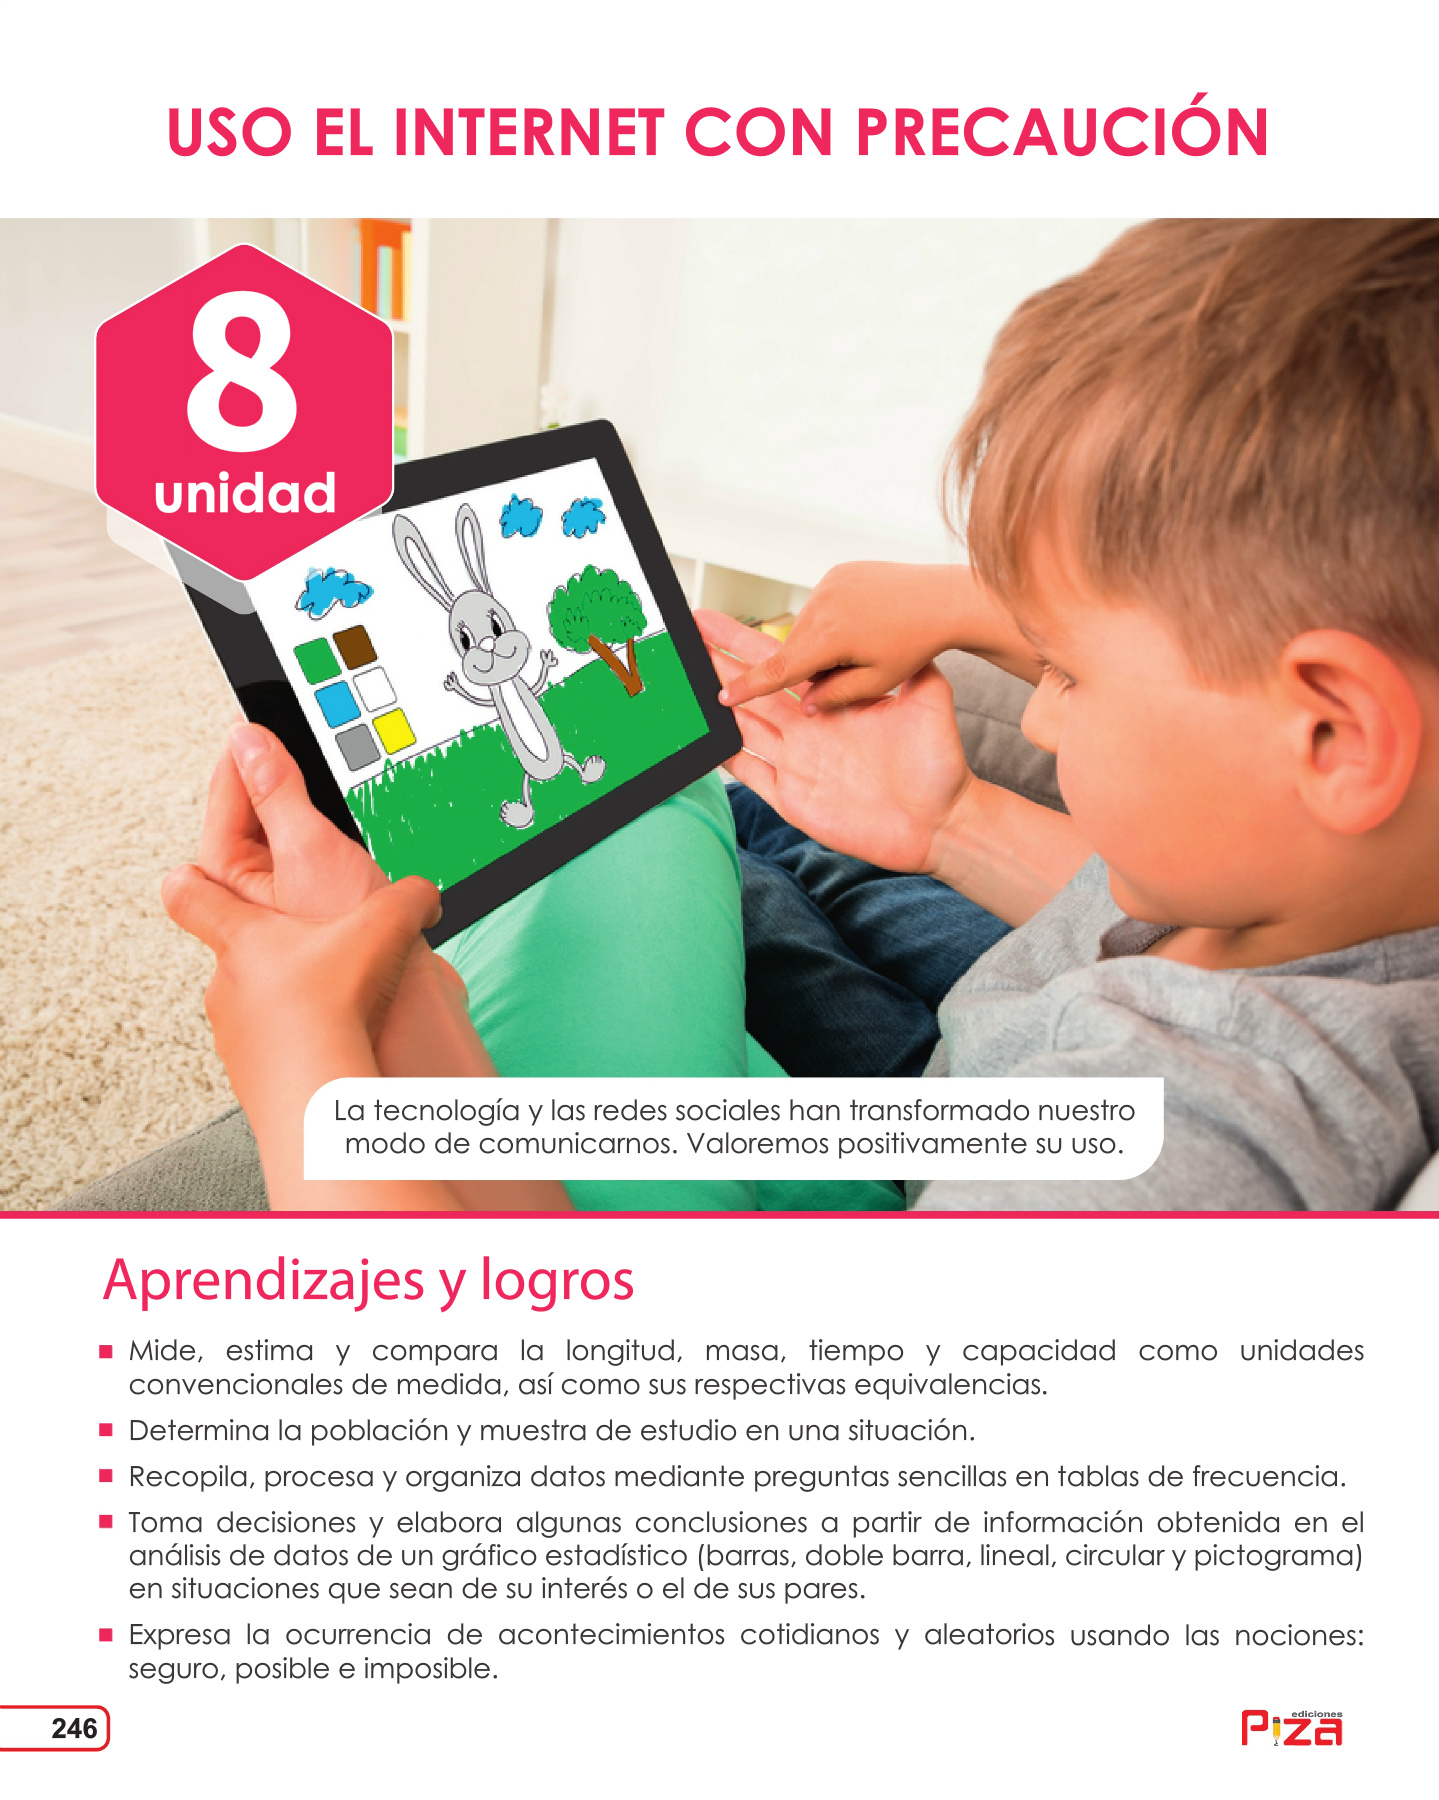 USO EL INTERNET CON PRECAUCIÓN
8
unidad
La tecnología y las redes sociales han transformado nuestro
modo de comunicarnos. Valoremos positivamente su uso.
Aprendizajes y logros
Mide, estima y compara la longitud, masa, tiempo y capacidad como unidades
convencionales de medida, así como sus respectivas equivalencias.
Determina la población y muestra de estudio en una situación.
Recopila, procesa y organiza datos mediante preguntas sencillas en tablas de frecuencia.
Toma decisiones y elabora algunas conclusiones a partir de información obtenida en el
análisis de datos de un gráfico estadístico (barras, doble barra, lineal, circular y pictograma)
en situaciones que sean de su interés o el de sus pares.
Expresa la ocurrencia de acontecimientos cotidianos y aleatorios usando las nociones:
seguro, posible e imposible.
246
ediciones
Piza